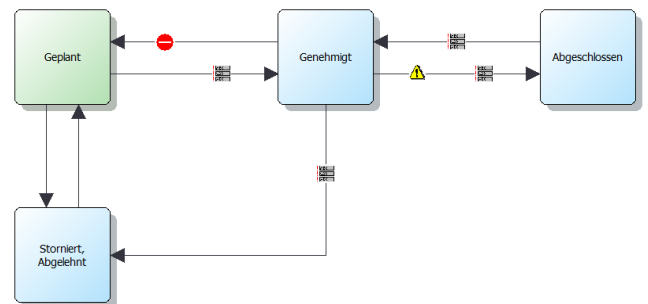 Geplant
Genehmigt
Abgeschlossen
Storniert,
Abgelehnt